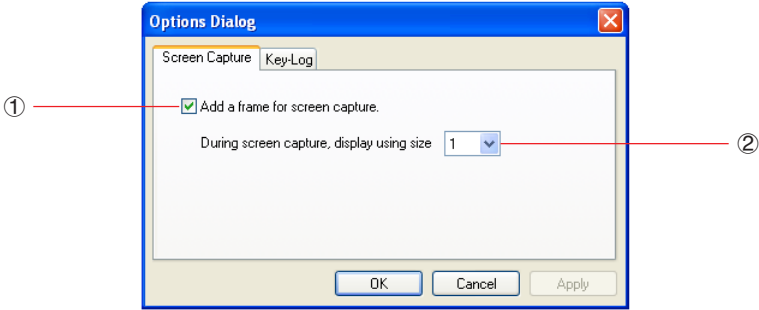 Options Dialog
Screen Capture Key-Log
① Add a frame for screen capture.
During screen capture, display using size 1 ②
OK Cancel Apply